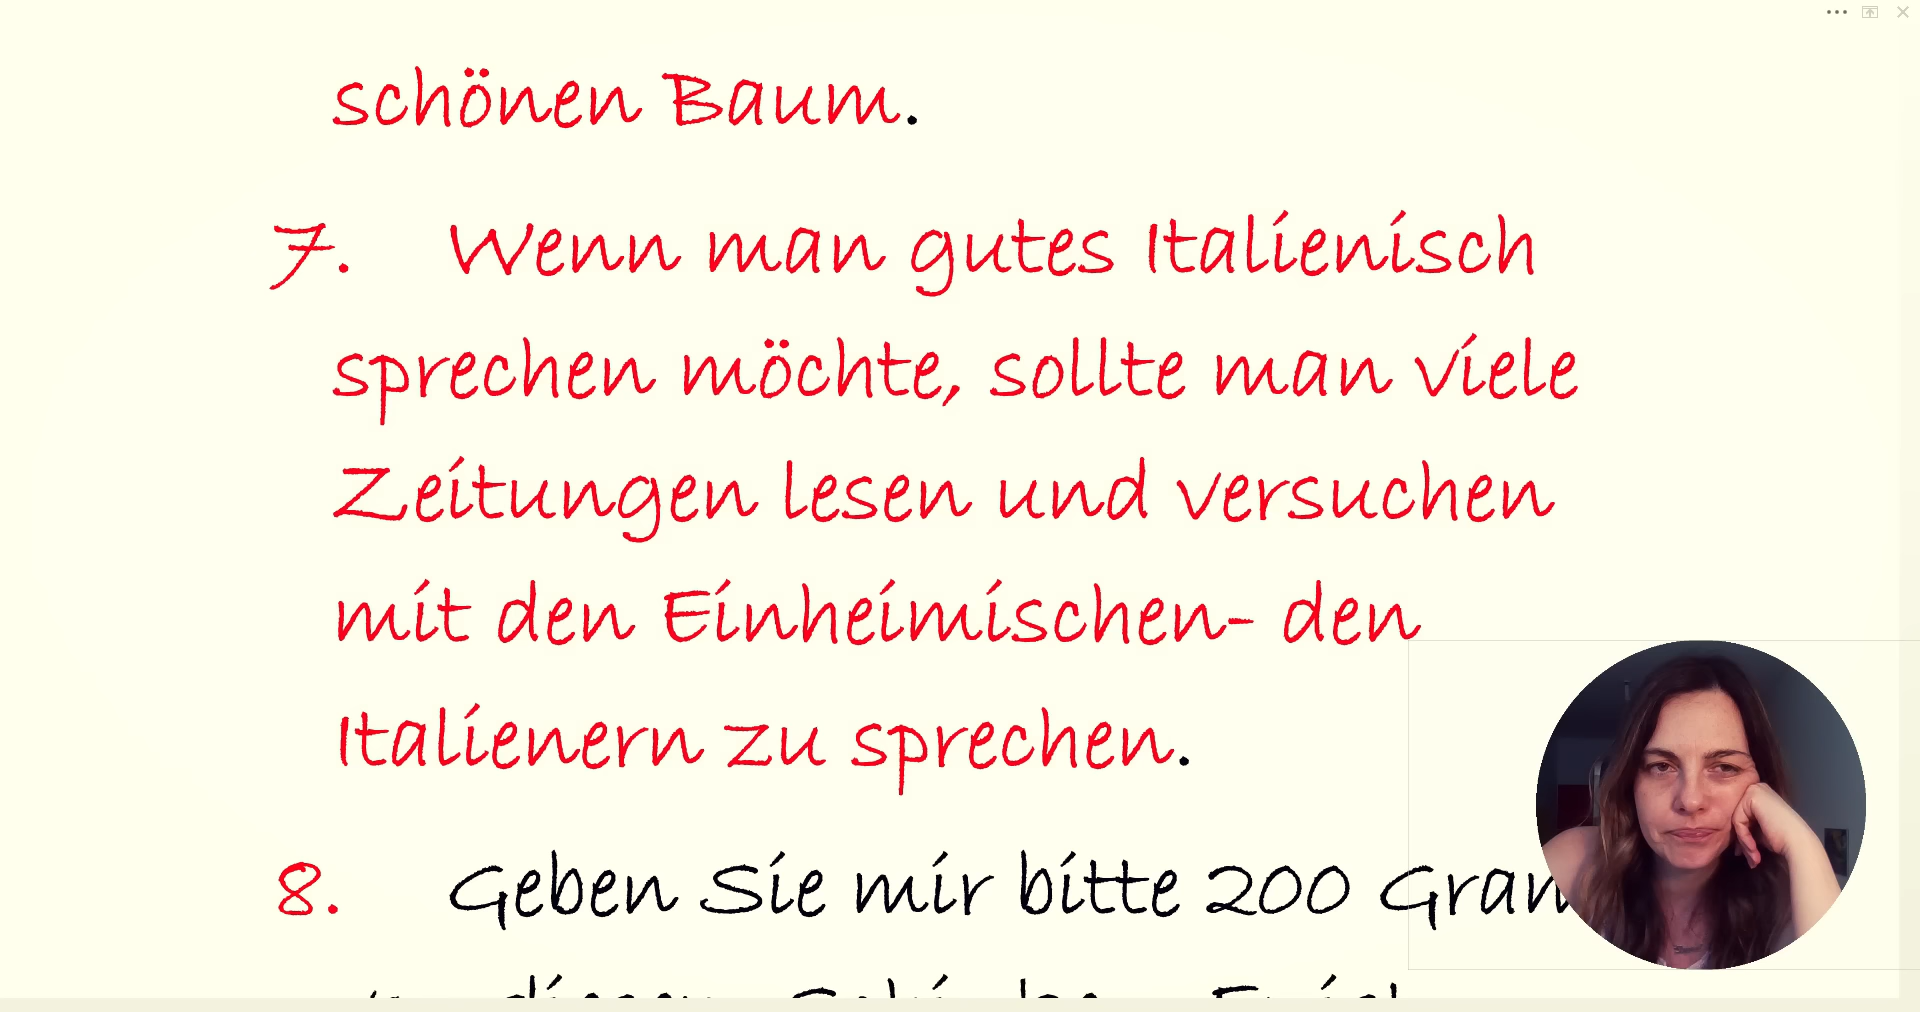 schönen Baum.
7. Wenn man gutes Italienisch
sprechen möchte, sollte man viele
Zeitungen lesen und versuchen
mit den Einheimischen- den
Italienern zu sprechen.
8. Geben Sie mir bitte 200